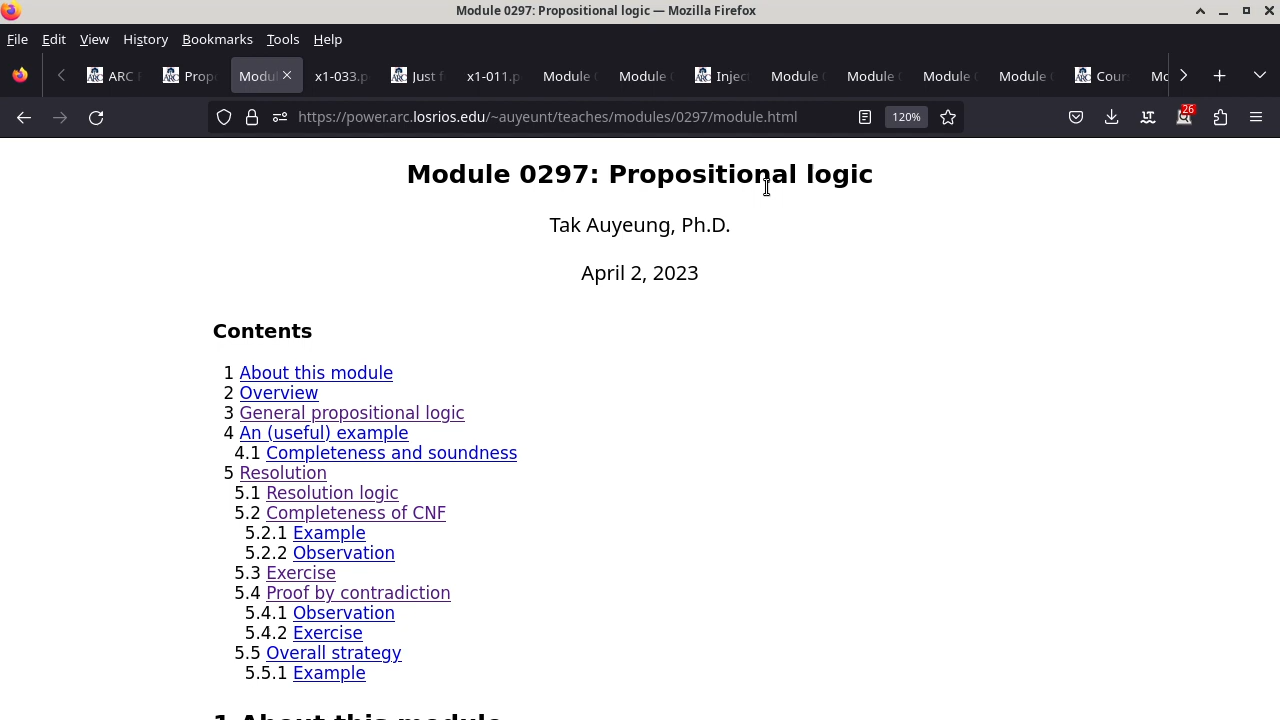 Module 0297: Propositional logic — Mozilla Firefox
File Edit View History Bookmarks Tools Help
ARC Prop Modul x1-033.p Just f x1-011.p Module Module Inject Module Module Module Module Cour Mo
https://power.arc.losrios.edu/~auyeunt/teaches/modules/0297/module.html 120% 26
Module 0297: Propositional logic
Tak Auyeung, Ph.D.
April 2, 2023
Contents
1 About this module
2 Overview
3 General propositional logic
4 An (useful) example
4.1 Completeness and soundness
5 Resolution
5.1 Resolution logic
5.2 Completeness of CNF
5.2.1 Example
5.2.2 Observation
5.3 Exercise
5.4 Proof by contradiction
5.4.1 Observation
5.4.2 Exercise
5.5 Overall strategy
5.5.1 Example
1 About this module